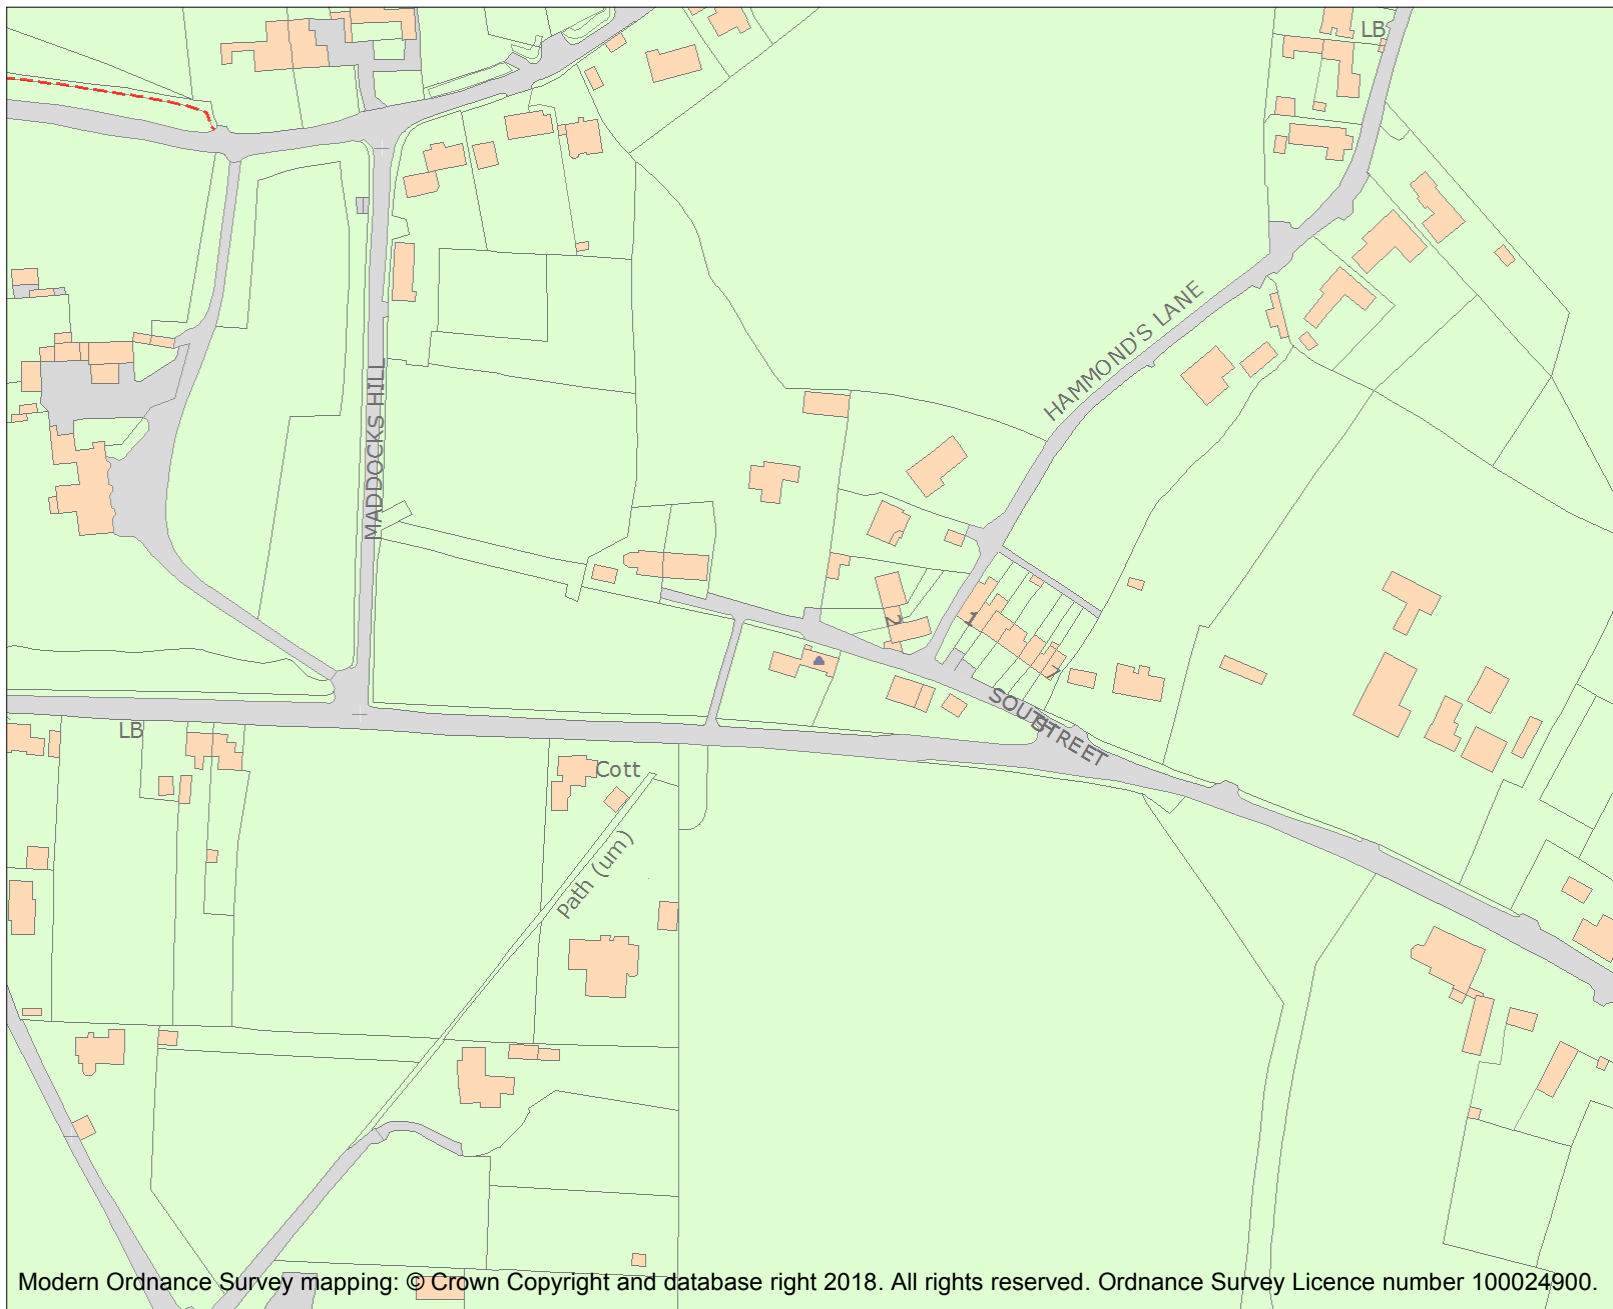 LB
HAMMOND'S LANE
MADDOCKS HILL
2
1
7
SOUTH
STREET
LB
Cott
Path (um)
Modern Ordnance Survey mapping: © Crown Copyright and database right 2018. All rights reserved. Ordnance Survey Licence number 100024900.